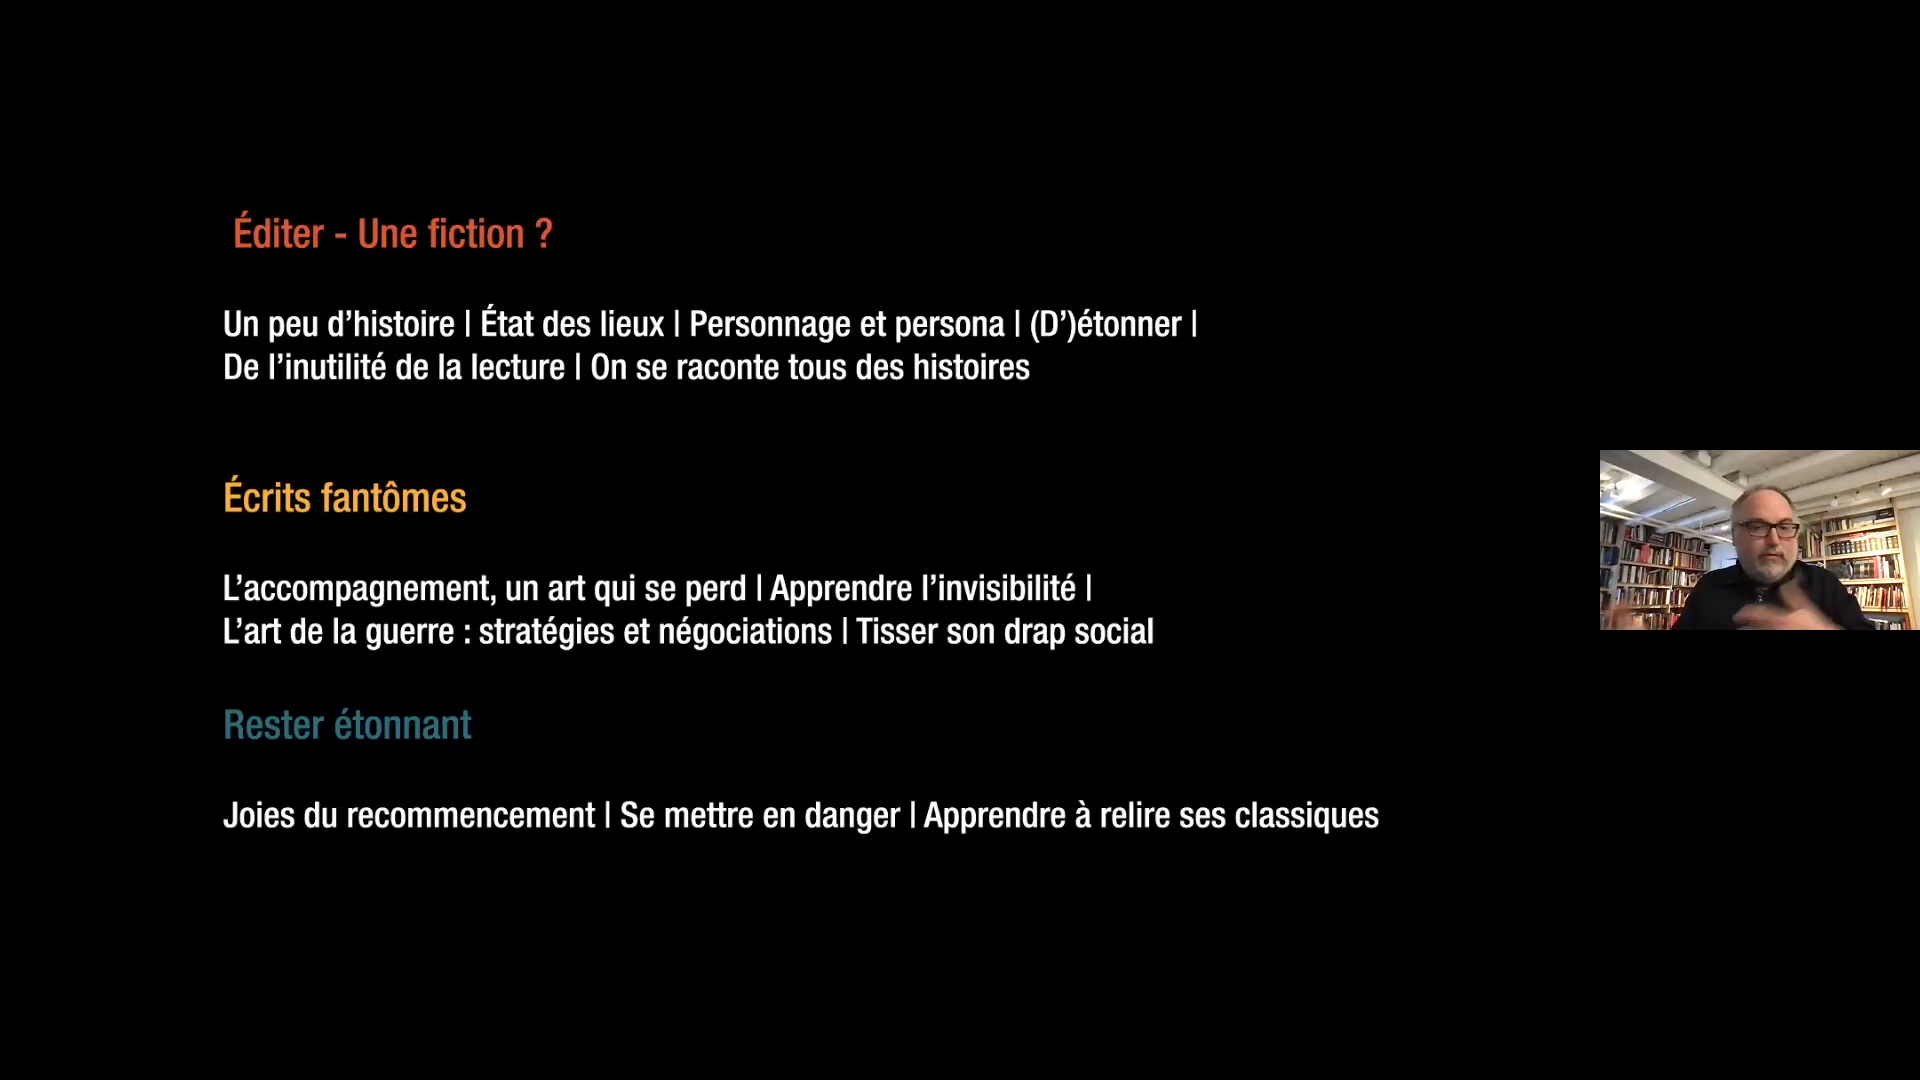 Éditer - Une fiction ?
Un peu d’histoire | État des lieux | Personnage et persona | (D’)étonner |
De l’inutilité de la lecture | On se raconte tous des histoires
Écrits fantômes
L’accompagnement, un art qui se perd | Apprendre l’invisibilité |
L’art de la guerre : stratégies et négociations | Tisser son drap social
Rester étonnant
Joies du recommencement | Se mettre en danger | Apprendre à relire ses classiques